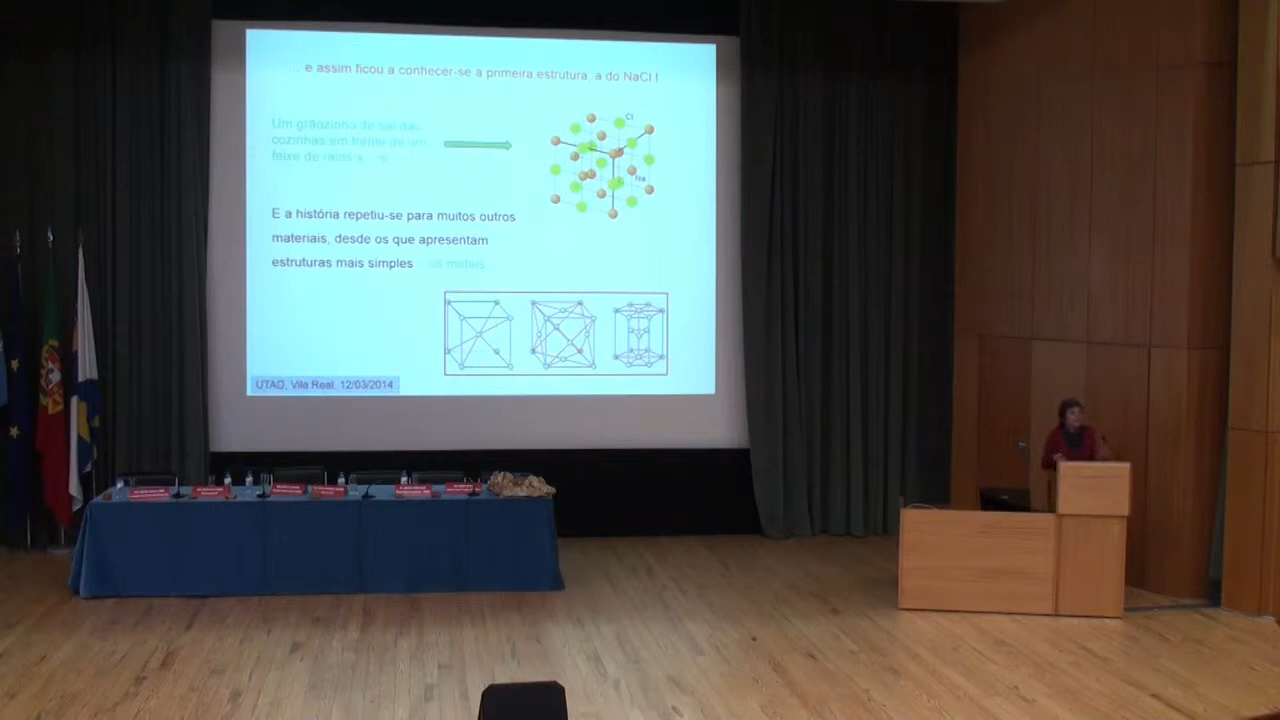 ... e assim ficou a conhecer-se a primeira estrutura, a do NaCl !
Um grãozinho de sal das
cozinhas em frente de um
feixe de raios
Cl
Na
E a história repetiu-se para muitos outros
materiais, desde os que apresentam
estruturas mais simples os metais
UTAD, Vila Real, 12/03/2014